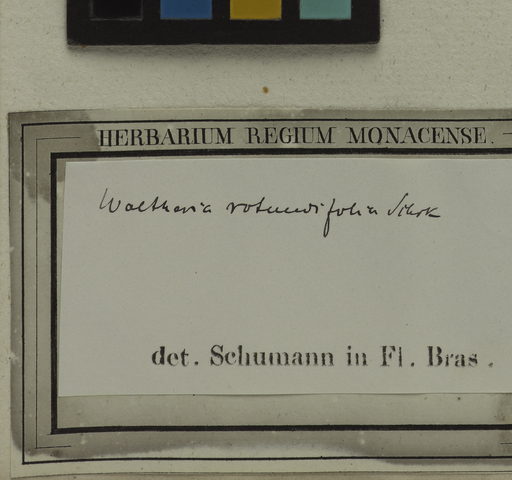 HERBARIUM REGIUM MONACENSE.
Waltheria rotundifolia Schrk
det. Schumann in Fl. Bras.